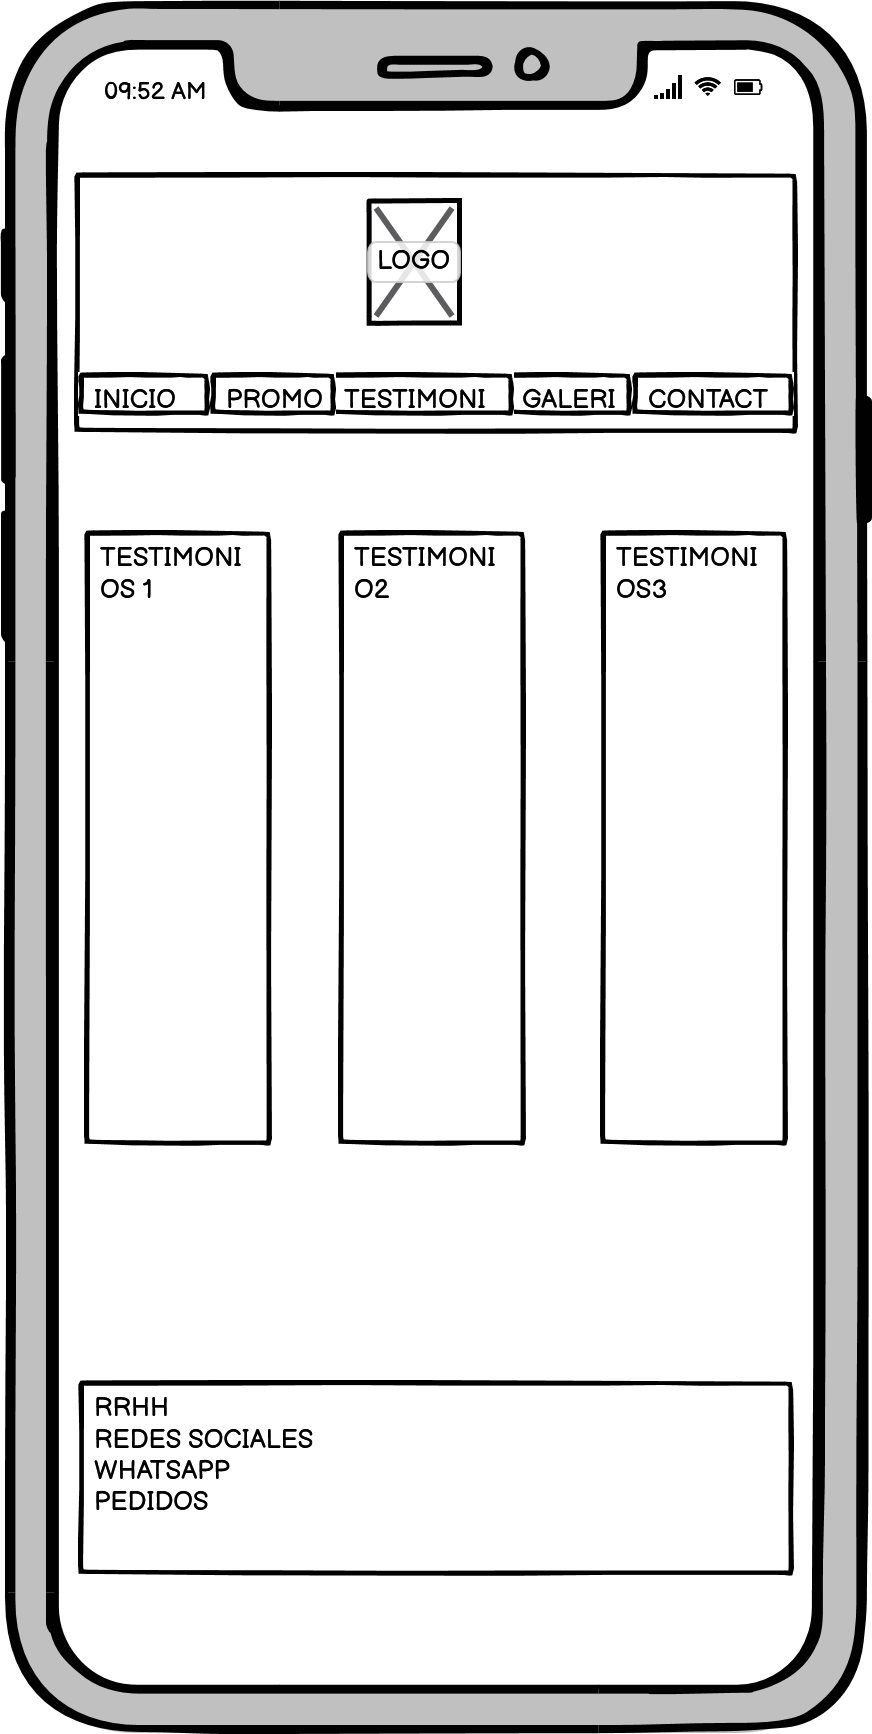 09:52 AM
LOGO
INICIO PROMO TESTIMONI GALERI CONTACT
TESTIMONI
OS 1
TESTIMONI
O2
TESTIMONI
OS3
RRHH
REDES SOCIALES
WHATSAPP
PEDIDOS